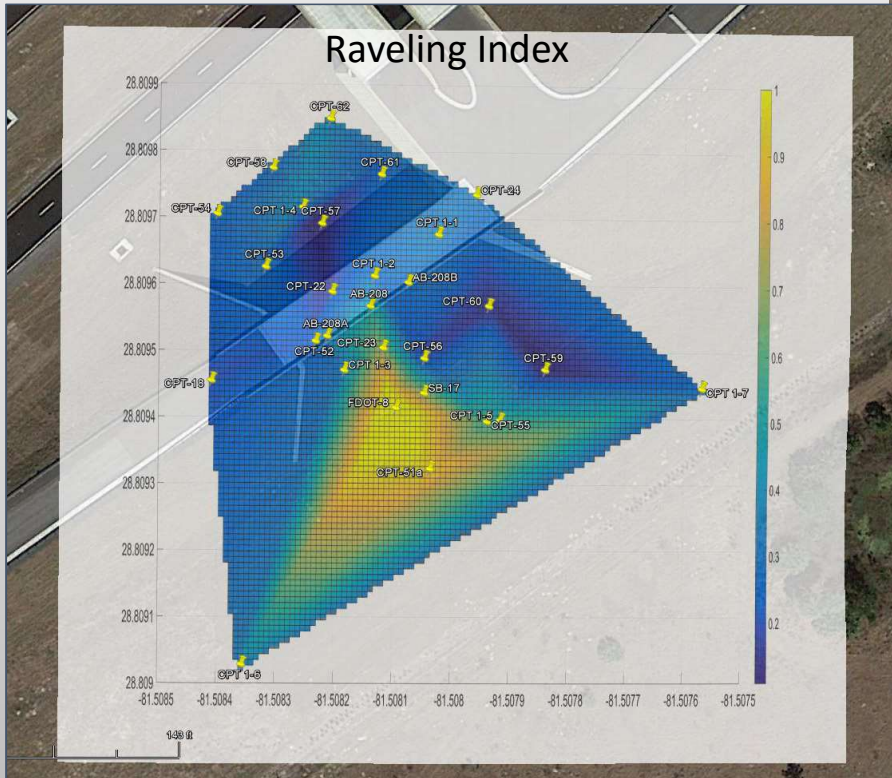 Raveling Index
28.8099
28.8098
28.8097
28.8096
28.8095
28.8094
28.8093
28.8092
28.8091
28.809
CPT-62
CPT-58
CPT-61
CPT-54
CPT 1-4
CPT-57
CPT-24
CPT 1-1
CPT-53
CPT 1-2
AB-208B
CPT-22
AB-208
CPT-60
AB-208A
CPT-52
CPT-23
CPT-56
CPT 1-3
CPT-59
CPT-18
SB-17
CPT 1-7
FDOT-8
CPT 1-5
CPT-55
CPT-51a
CPT 1-6
-81.5085
-81.5084
-81.5083
-81.5082
-81.5081
-81.508
-81.5079
-81.5078
-81.5077
-81.5076
-81.5075
1
0.9
0.8
0.7
0.6
0.5
0.4
0.3
0.2
143 ft